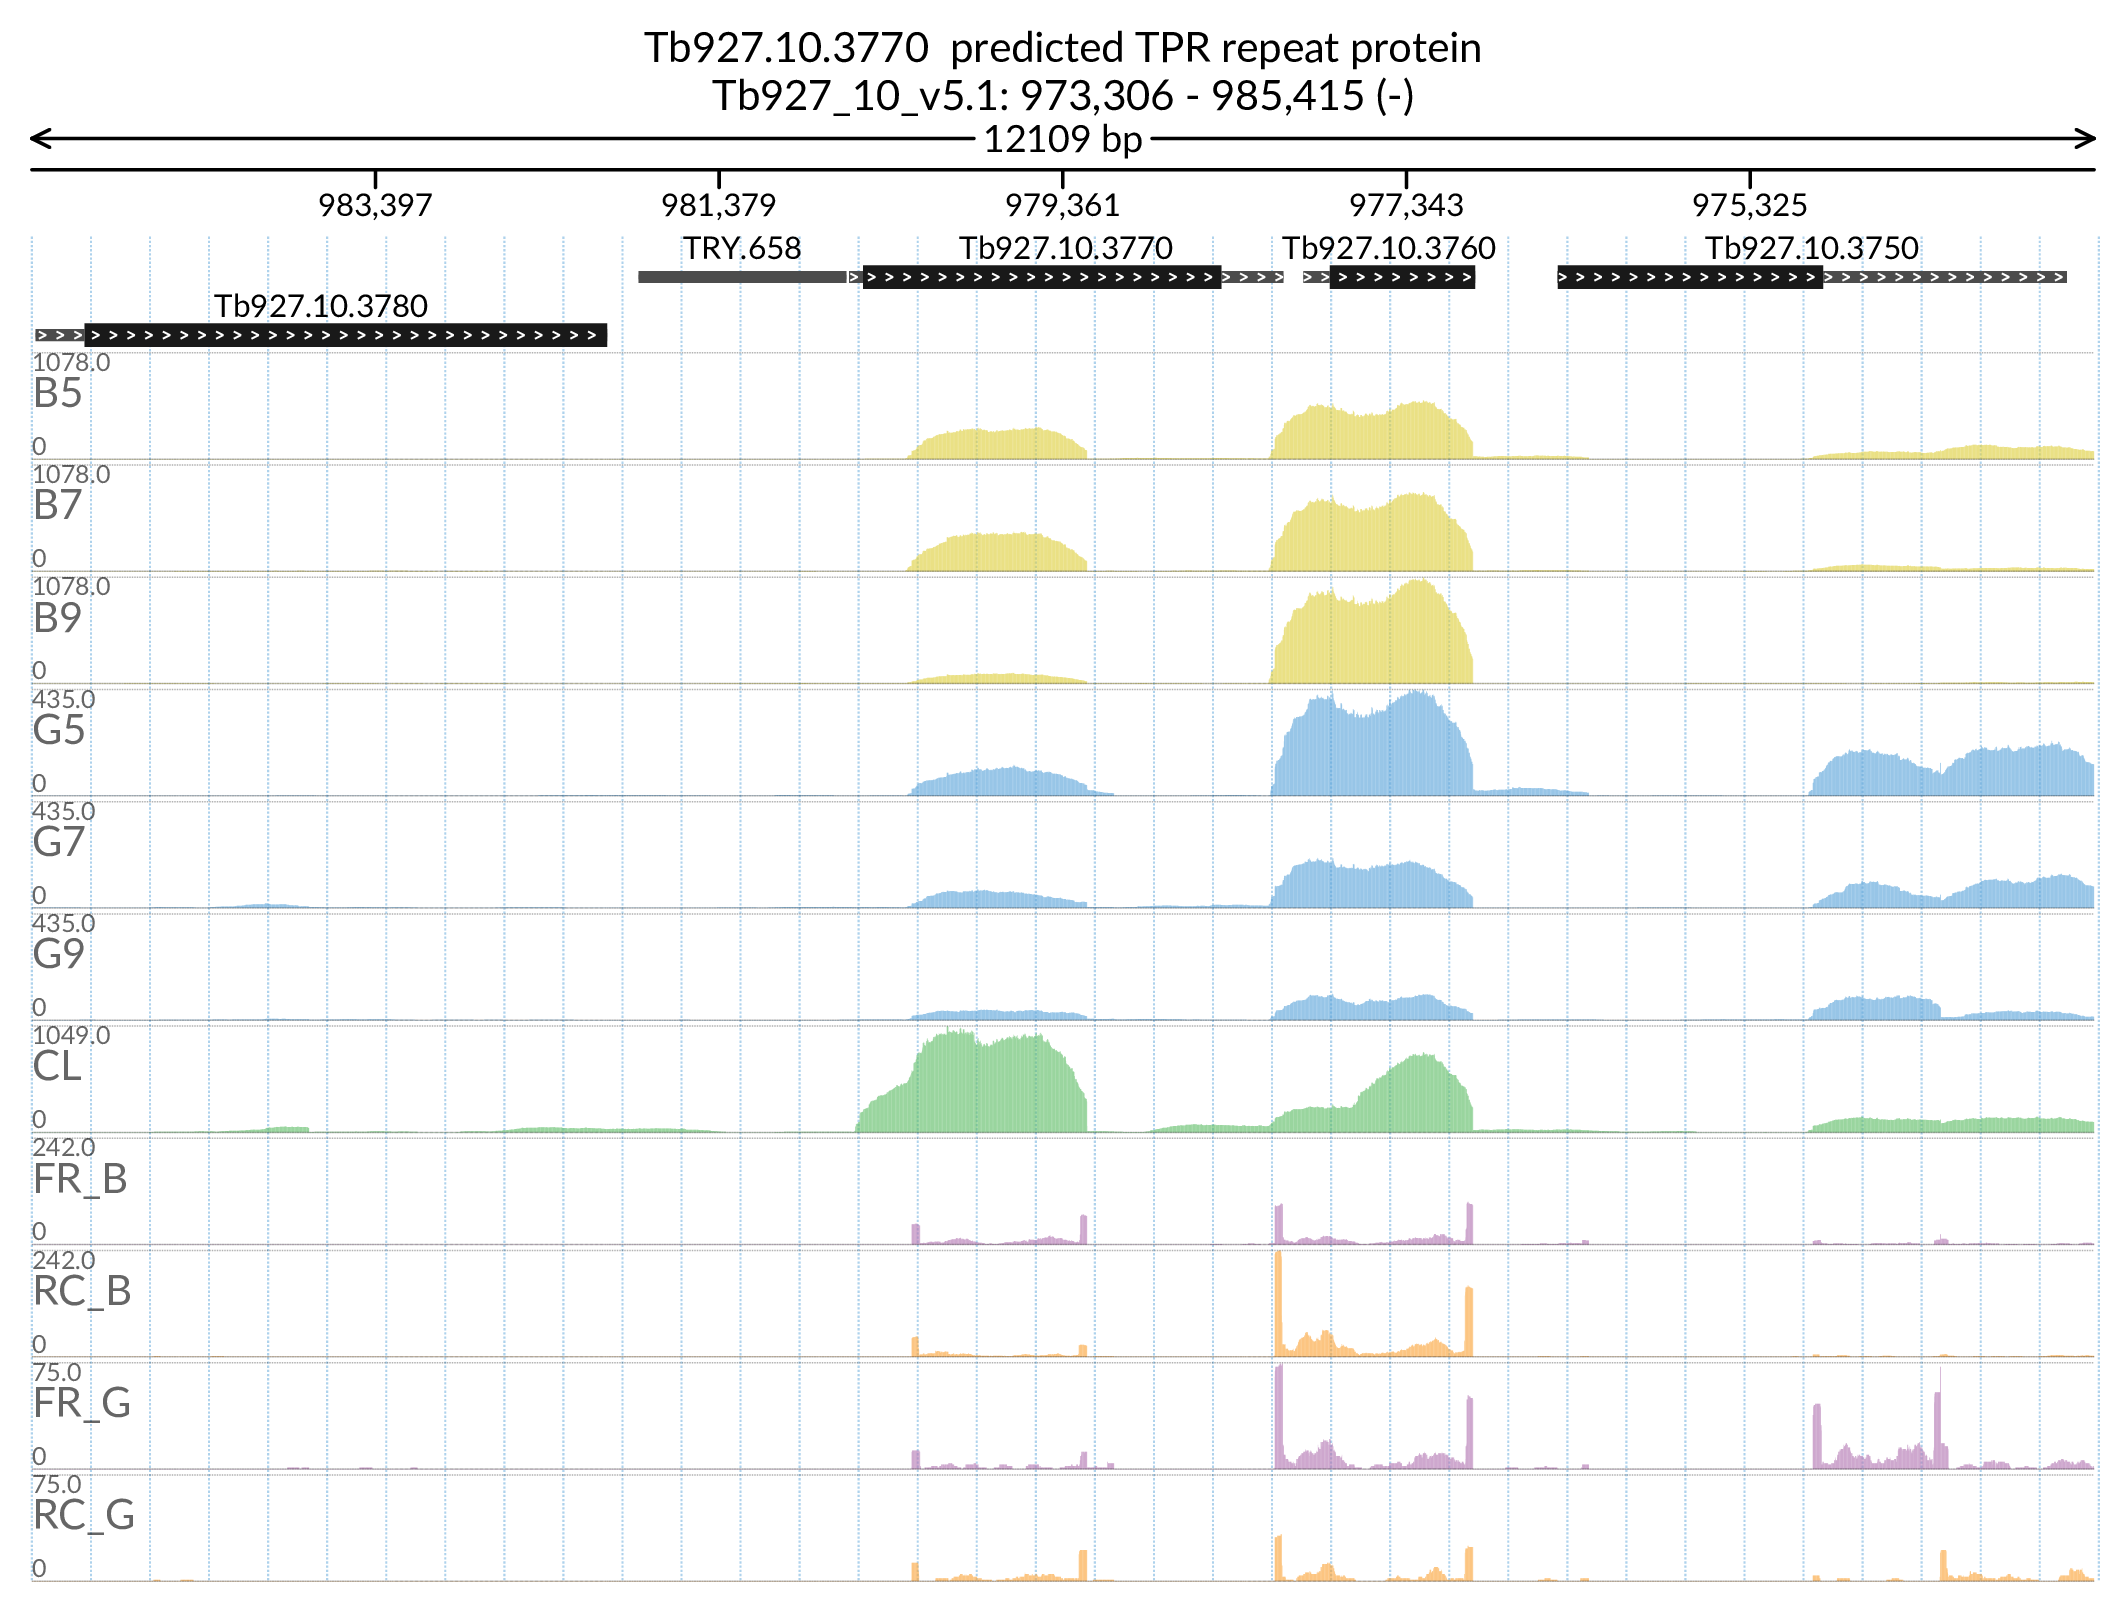 Tb927.10.3770  predicted TPR repeat protein
Tb927_10_v5.1: 973,306 - 985,415 (-)
12109 bp
983,397 981,379 979,361 977,343 975,325
TRY.658 Tb927.10.3770 Tb927.10.3760 Tb927.10.3750
Tb927.10.3780
1078.0
B5
0
1078.0
B7
0
1078.0
B9
0
435.0
G5
0
435.0
G7
0
435.0
G9
0
1049.0
CL
0
242.0
FR_B
0
242.0
RC_B
0
75.0
FR_G
0
75.0
RC_G
0